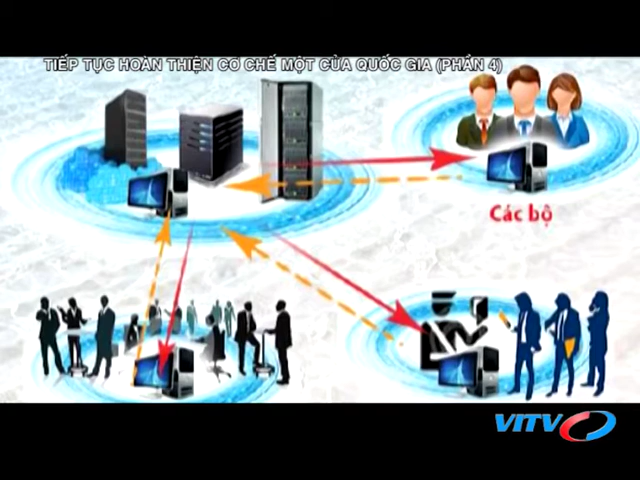 TIẾP TỤC HOÀN THIỆN CƠ CHẾ MỘT CỬA QUỐC GIA (PHẦN 4)
Các bộ
VITV